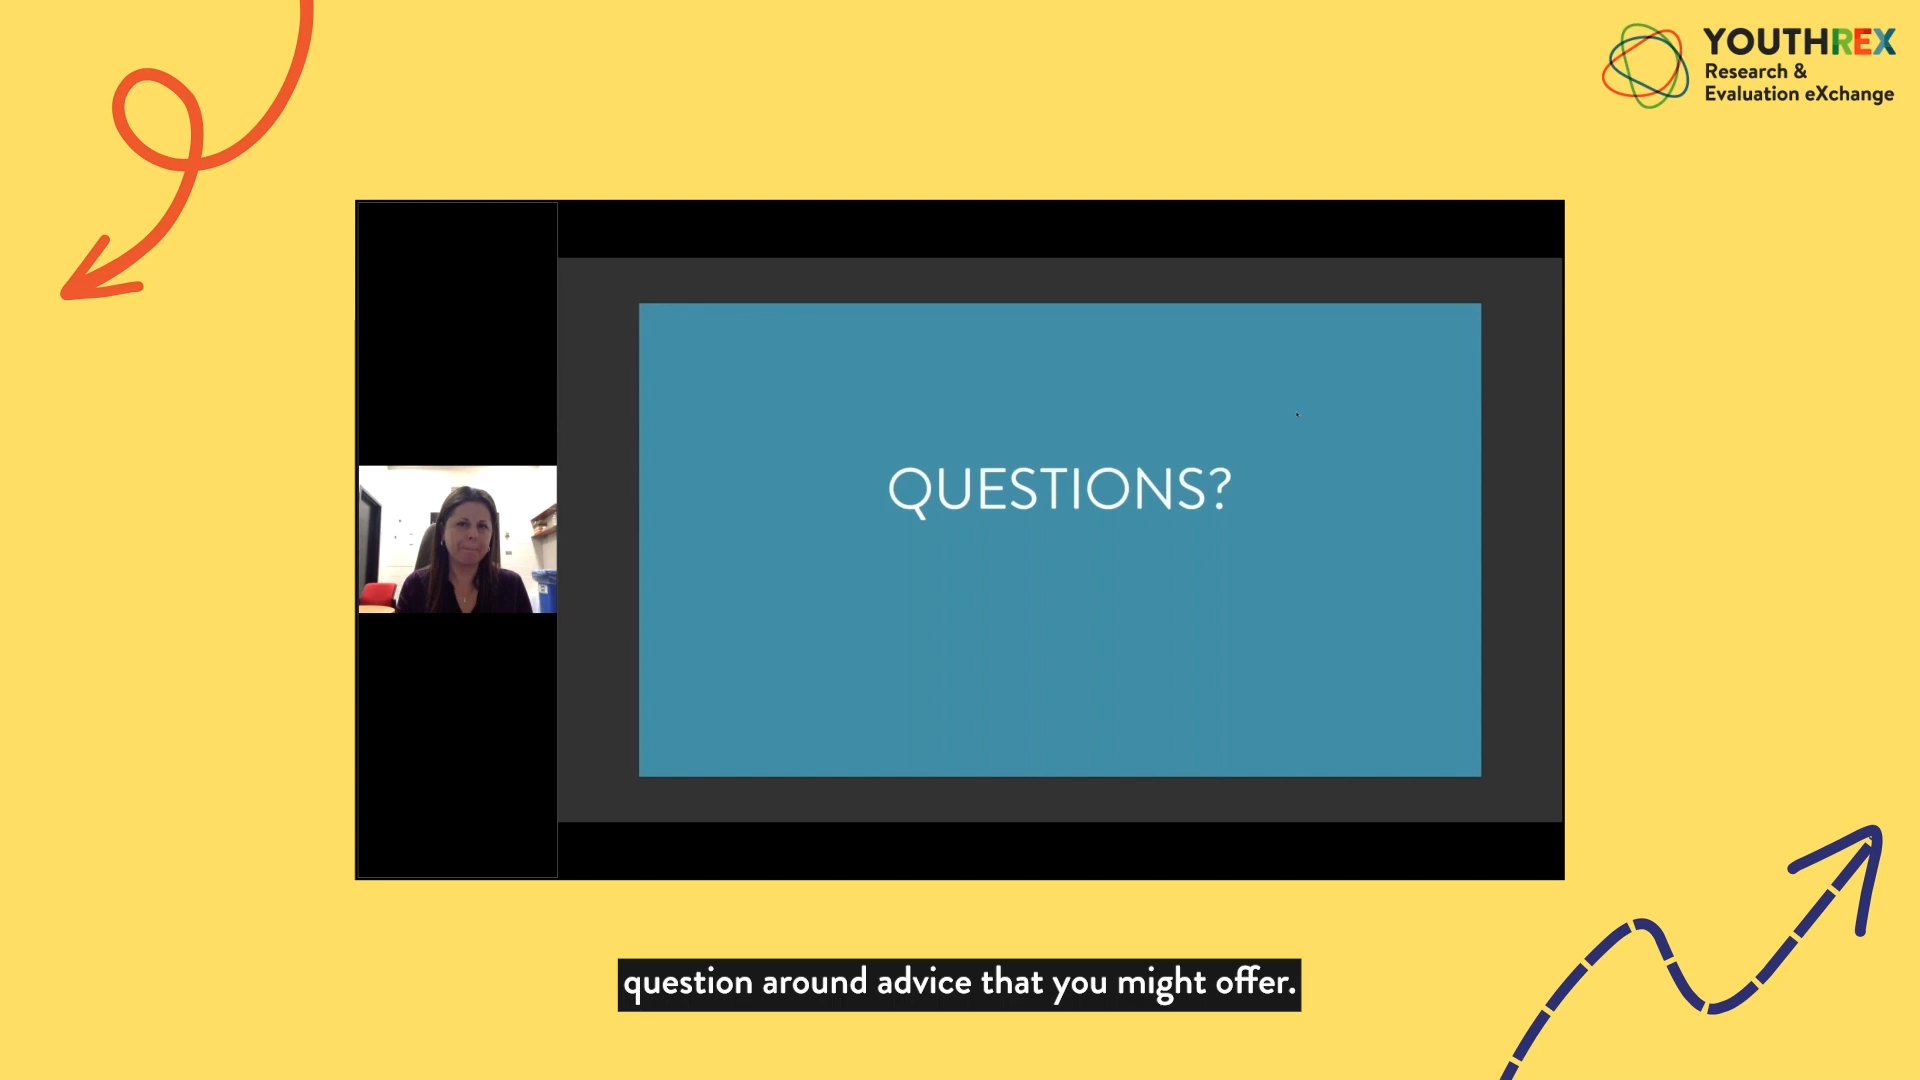 YOUTHREX
Research &
Evaluation eXchange
QUESTIONS?
question around advice that you might offer.